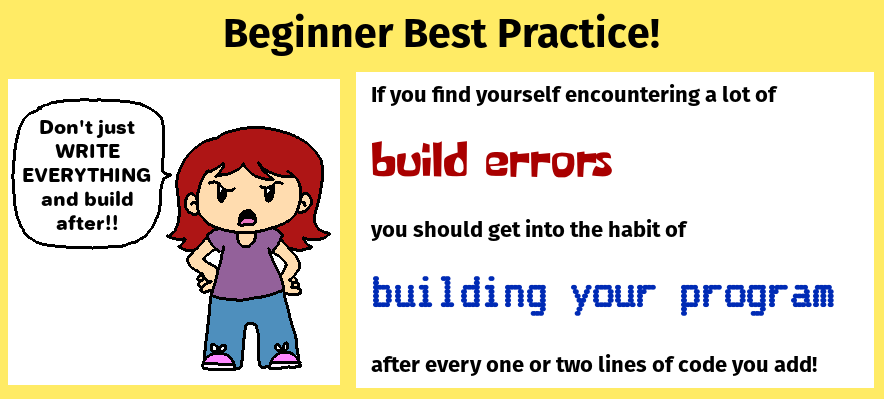 Beginner Best Practice!
Don't just
WRITE
EVERYTHING
and build
after!!
If you find yourself encountering a lot of
build errors
you should get into the habit of
building your program
after every one or two lines of code you add!